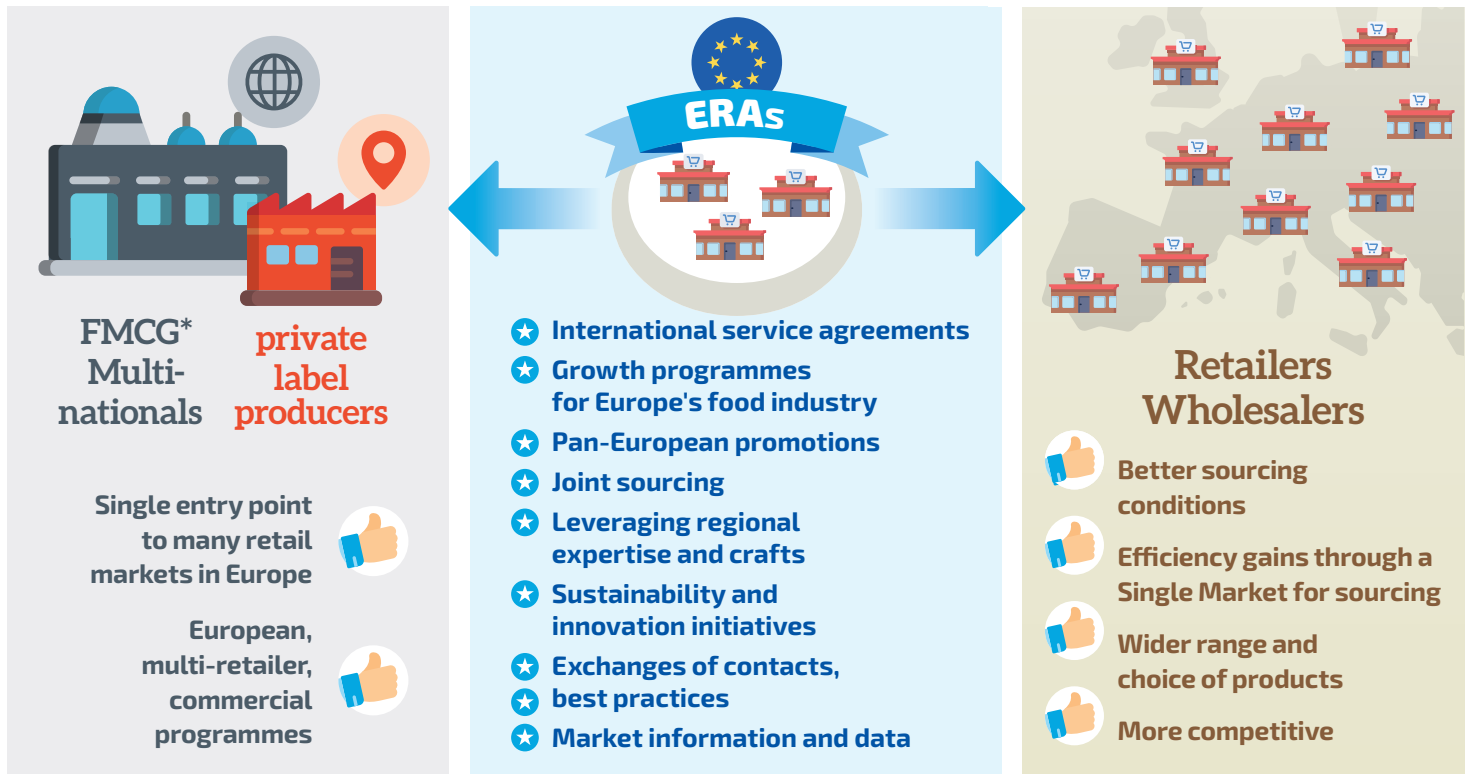 FMCG*
Multi-
nationals
private
label
producers
Single entry point
to many retail
markets in Europe
European,
multi-retailer,
commercial
programmes
ERAs
International service agreements
Growth programmes
for Europe's food industry
Pan-European promotions
Joint sourcing
Leveraging regional
expertise and crafts
Sustainability and
innovation initiatives
Exchanges of contacts,
best practices
Market information and data
Retailers
Wholesalers
Better sourcing
conditions
Efficiency gains through a
Single Market for sourcing
Wider range and
choice of products
More competitive